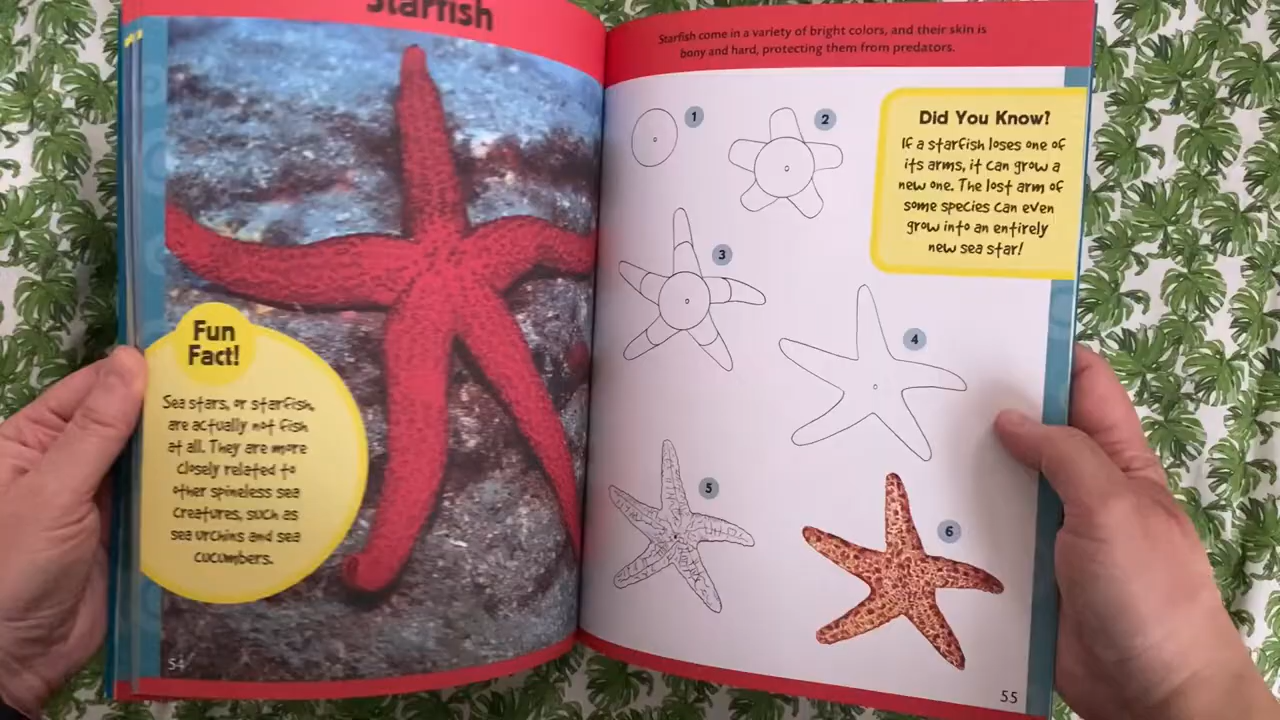 Starfish
Fun
Fact!
Sea stars, or starfish,
are actually not fish
at all. They are more
closely related to
other spineless sea
creatures, such as
sea urchins and sea
cucumbers.
54
Starfish come in a variety of bright colors, and their skin is
bony and hard, protecting them from predators.
1
2
Did You Know?
If a starfish loses one of
its arms, it can grow a
new one. The lost arm of
some species can even
grow into an entirely
new sea star!
3
4
5
6
55